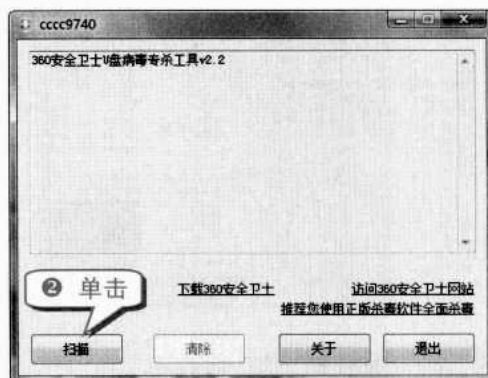 cccc9740
360安全卫士U盘病毒专杀工具v2.2
❷ 单击
下载360安全卫士 访问360安全卫士网站
推荐您使用正版杀毒软件全面杀毒
扫描 清除 关于 退出